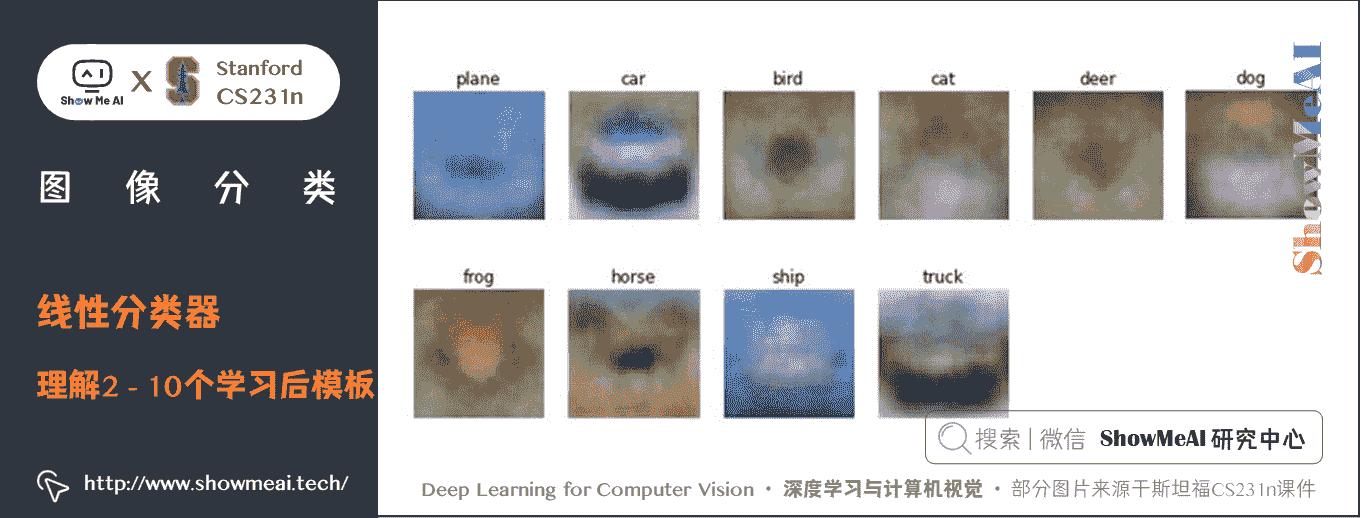 Show Me AI
X
Stanford
CS231n
图像分类
线性分类器
理解2 - 10个学习后模板
http://www.showmeai.tech/
plane car bird cat deer dog
frog horse ship truck
ShowMeAI
搜索 | 微信 ShowMeAI 研究中心
Deep Learning for Computer Vision · 深度学习与计算机视觉 · 部分图片来源于斯坦福CS231n课件